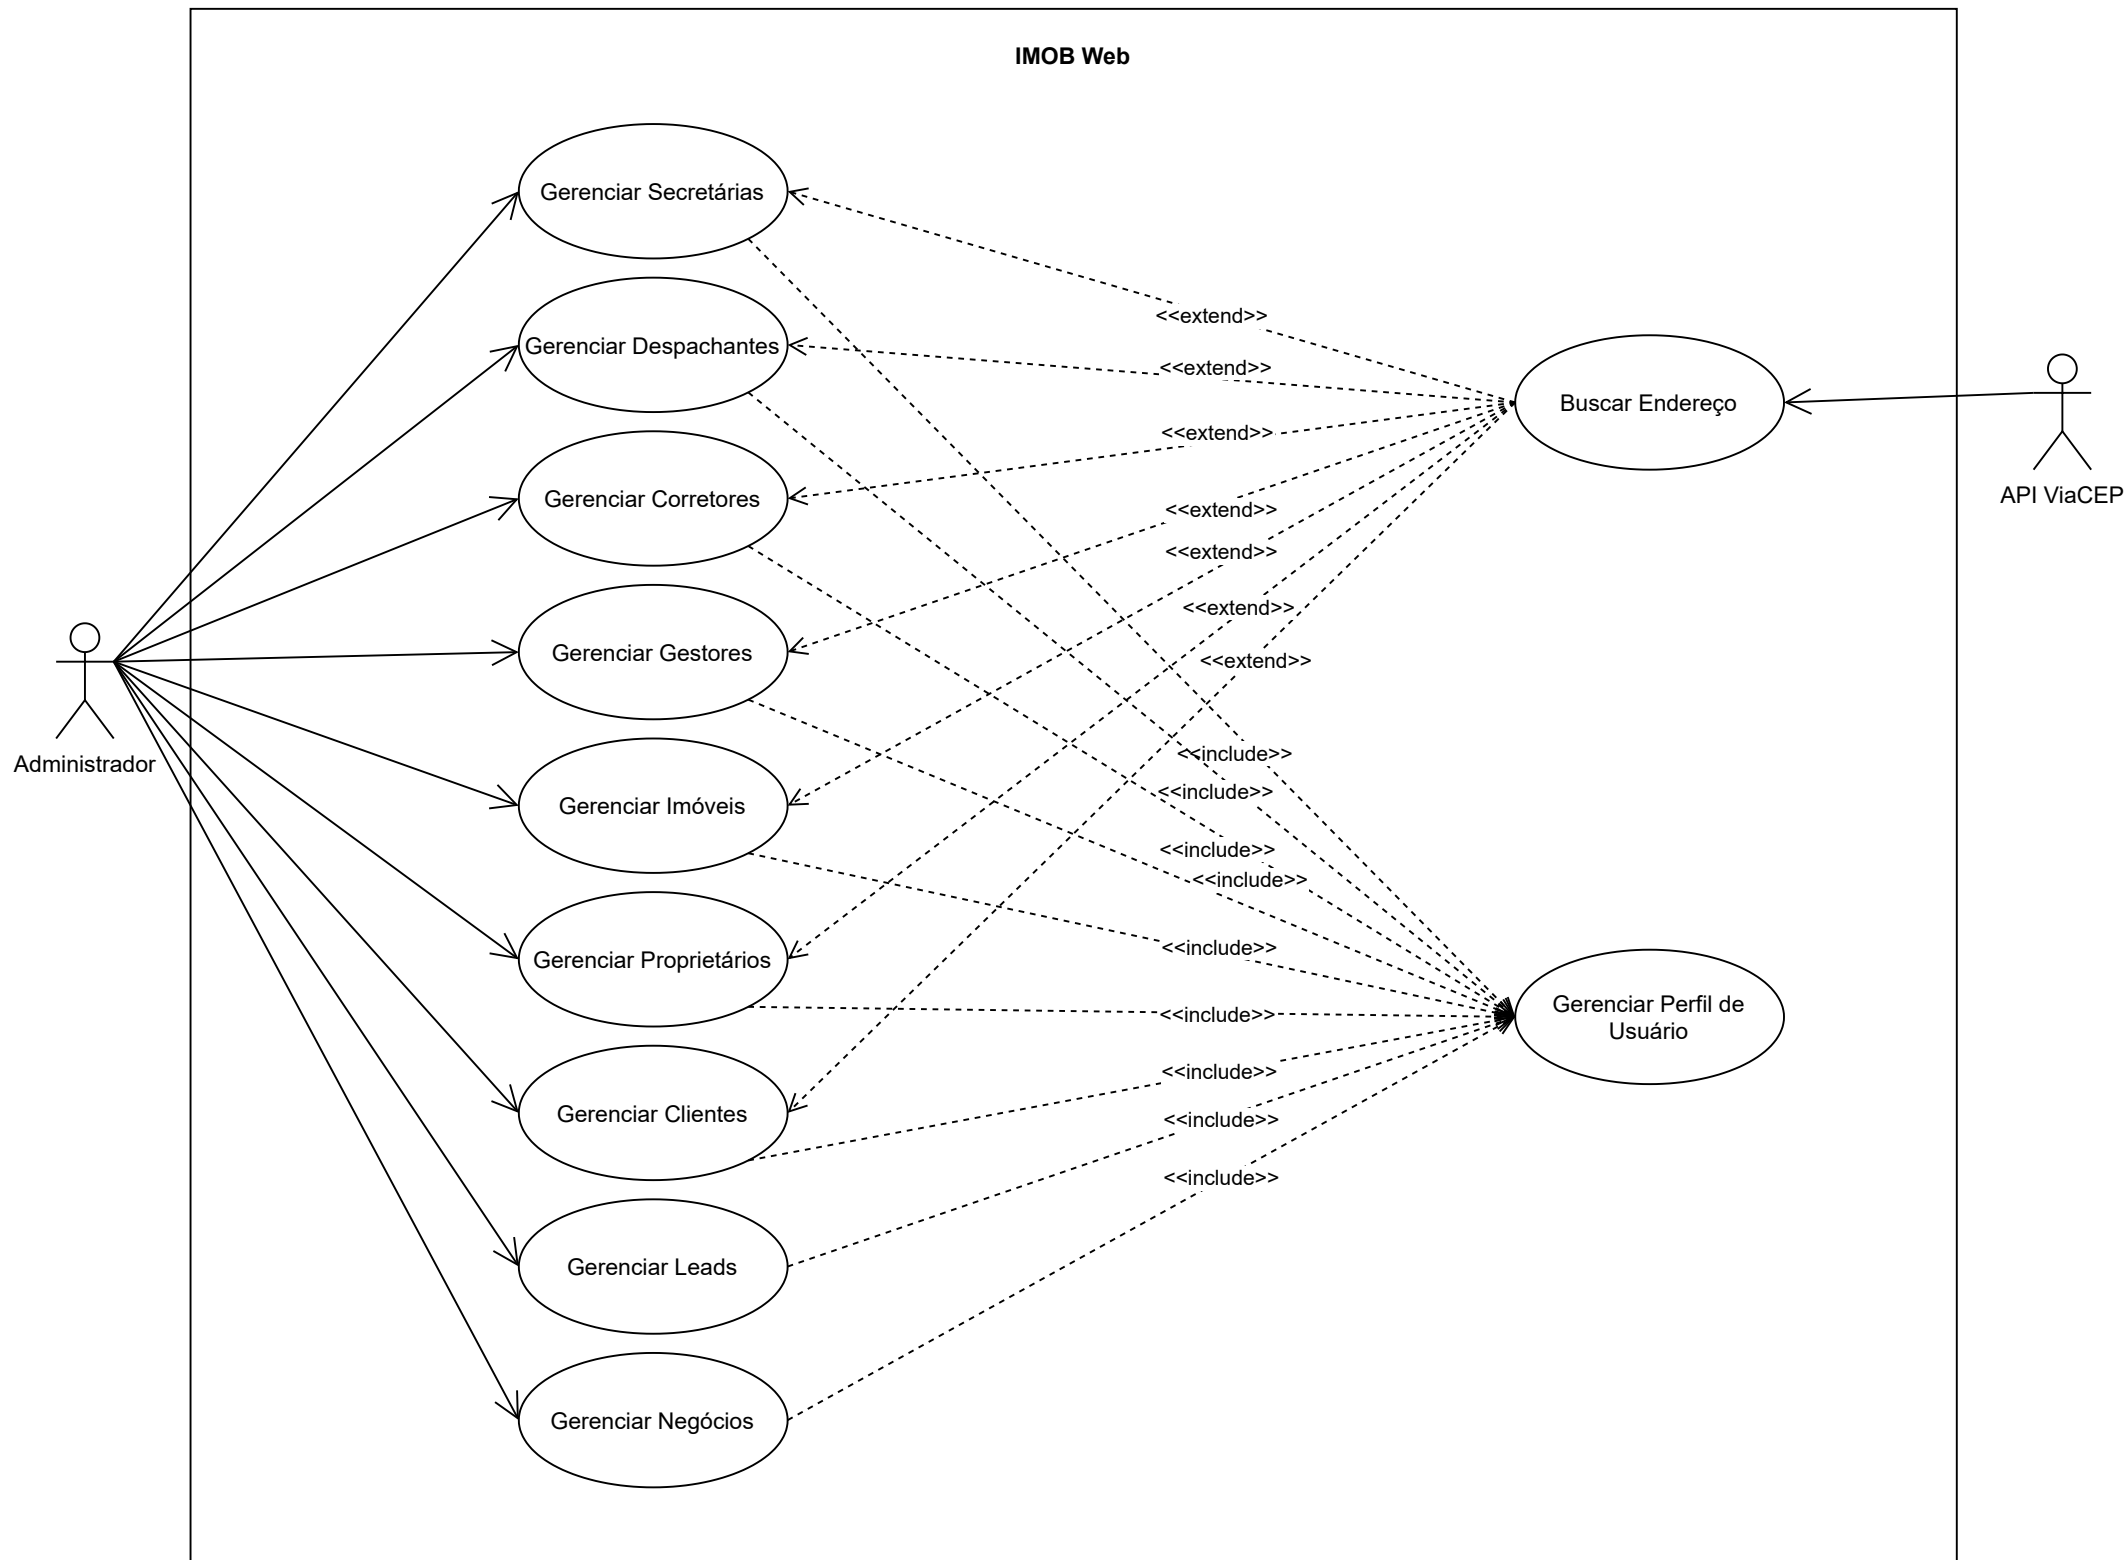 IMOB Web
Gerenciar Secretárias
<<extend>>
Gerenciar Despachantes
<<extend>>
Buscar Endereço
<<extend>>
API ViaCEP
Gerenciar Corretores
<<extend>>
<<extend>>
<<extend>>
Gerenciar Gestores
<<extend>>
<<include>>
Administrador
<<include>>
Gerenciar Imóveis
<<include>>
<<include>>
<<include>>
Gerenciar Proprietários
Gerenciar Perfil de
Usuário
<<include>>
<<include>>
Gerenciar Clientes
<<include>>
<<include>>
Gerenciar Leads
Gerenciar Negócios